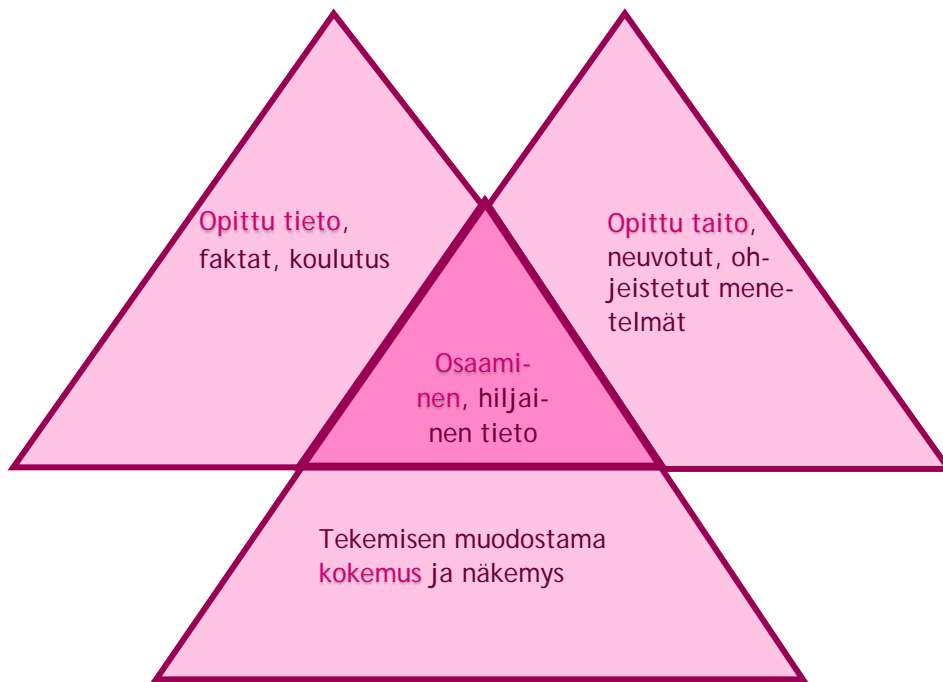 Opittu tieto,
faktat, koulutus
Opittu taito,
neuvotut, oh-
jeistetut mene-
telmät
Osaami-
nen, hiljai-
nen tieto
Tekemisen muodostama
kokemus ja näkemys